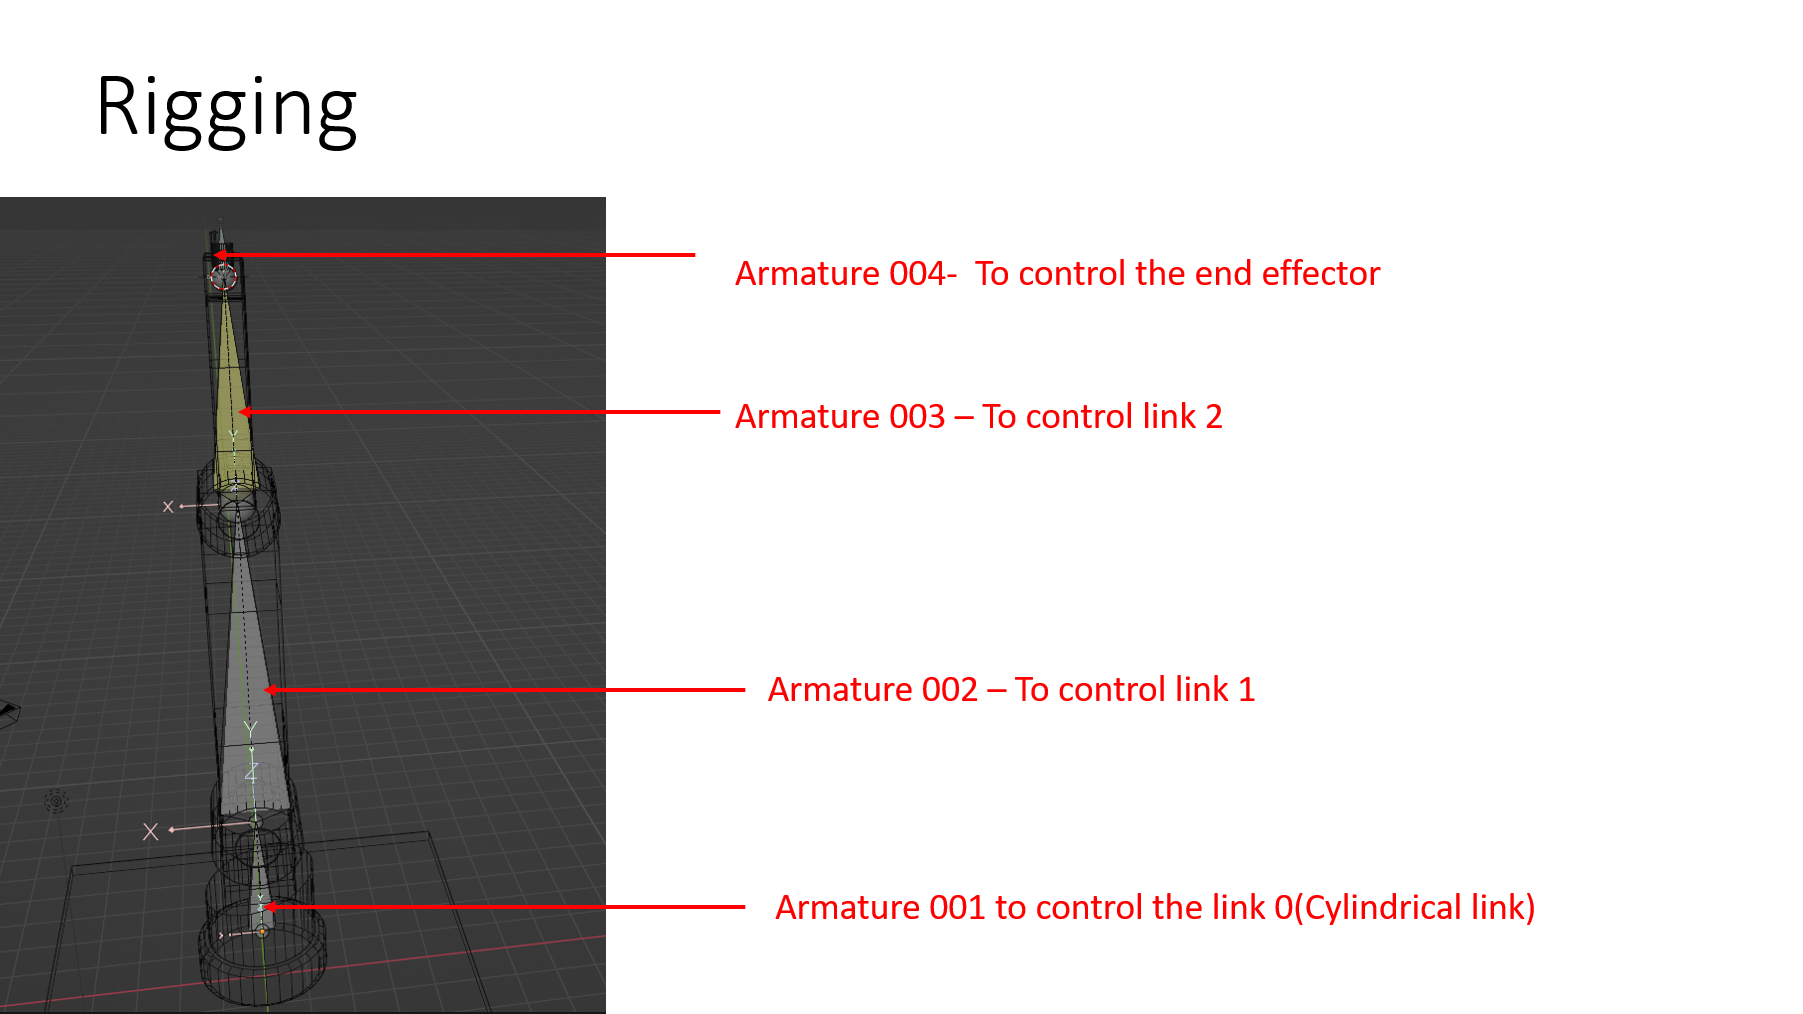 Rigging
Armature 004-  To control the end effector
Armature 003 – To control link 2
Y
X
Armature 002 – To control link 1
Y
Z
X
Armature 001 to control the link 0(Cylindrical link)
Y